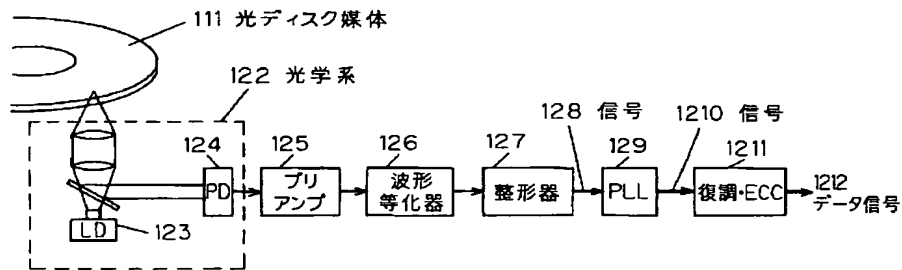 111 光ディスク媒体
122 光学系
128 信号
1210 信号
124
125
126
127
129
1211
PD
プリ
アンプ
波形
等化器
整形器
PLL
復調・ECC
1212
データ信号
LD
123